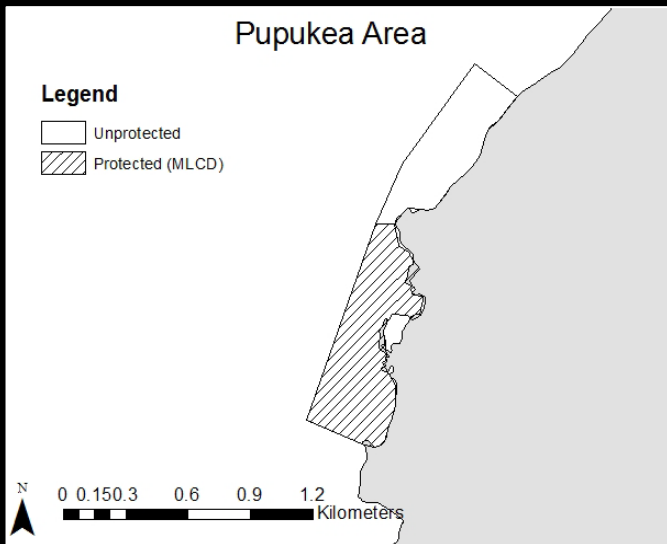 Pupukea Area
Legend
Unprotected
Protected (MLCD)
N
0 0.150.3 0.6 0.9 1.2
Kilometers